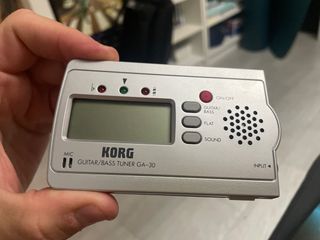 ♭ ▼ ♯
ON/OFF
GUITAR/
BASS
FLAT
SOUND
KORG
MIC
GUITAR/BASS TUNER GA-30
INPUT ◄